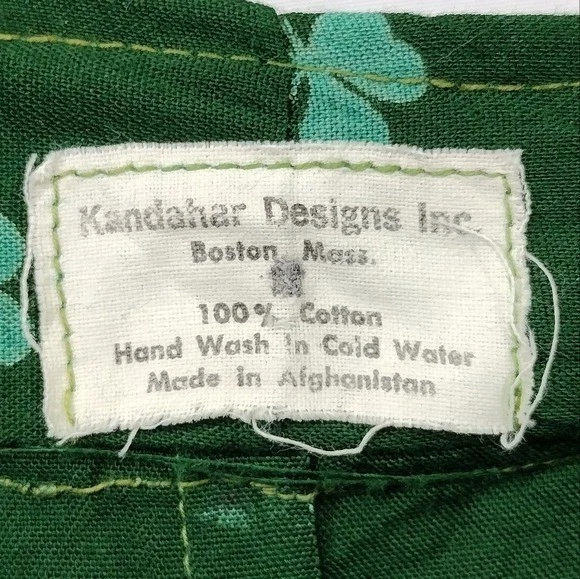 Kandahar Designs Inc.
Boston, Mass.
100% Cotton
Hand Wash in Cold Water
Made in Afghanistan